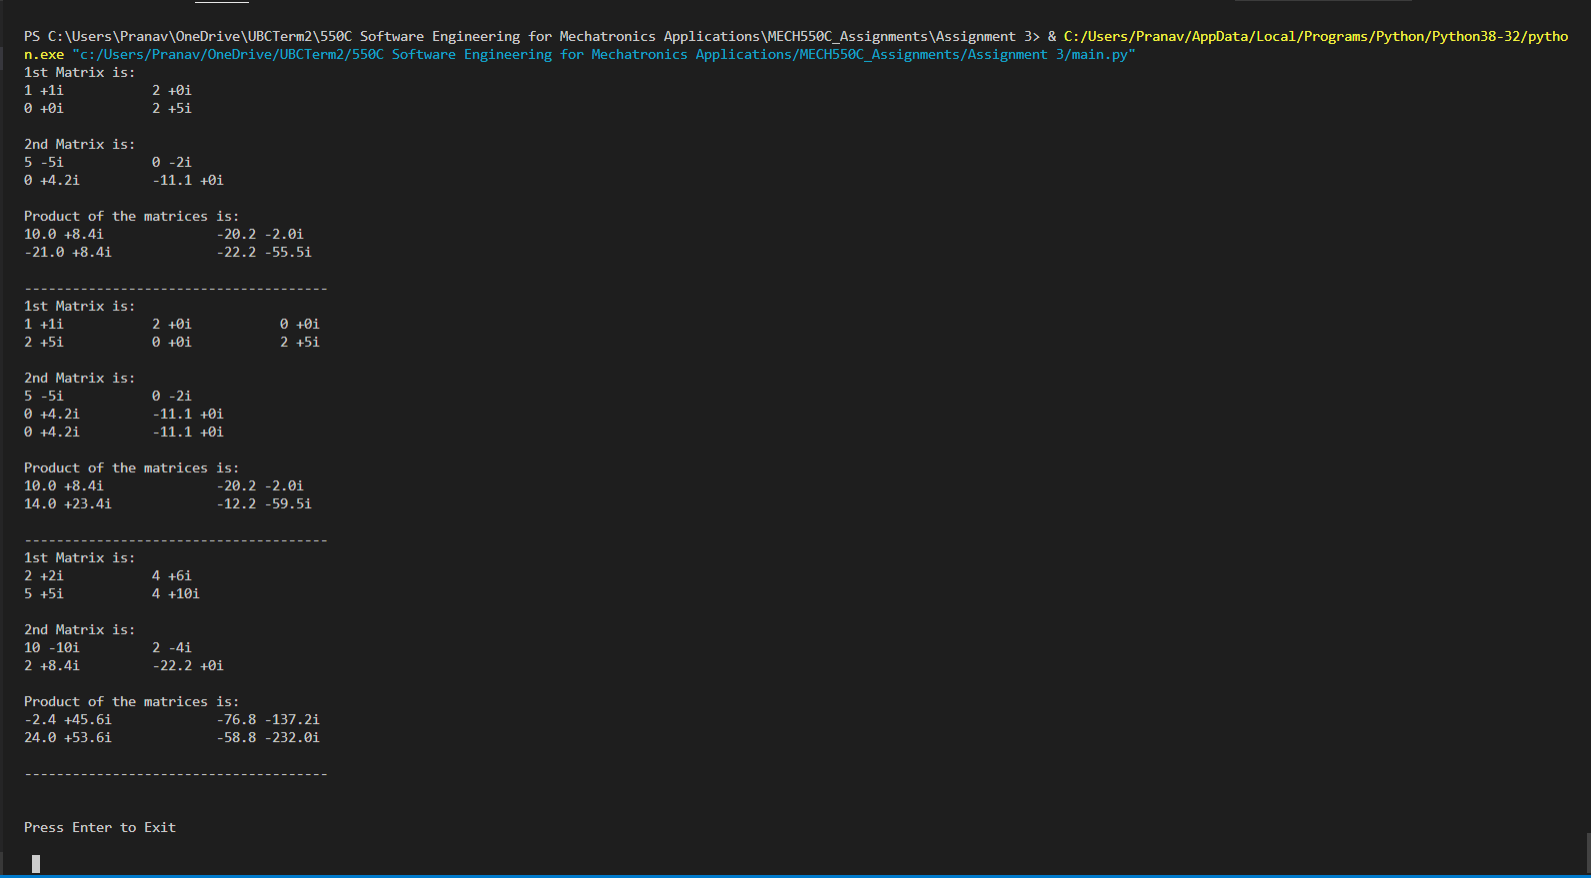 PS C:\Users\Pranav\OneDrive\UBCTerm2\550C Software Engineering for Mechatronics Applications\MECH550C_Assignments\Assignment 3> & C:/Users/Pranav/AppData/Local/Programs/Python/Python38-32/pytho
n.exe "c:/Users/Pranav/OneDrive/UBCTerm2/550C Software Engineering for Mechatronics Applications/MECH550C_Assignments/Assignment 3/main.py"
1st Matrix is:
1 +1i           2 +0i
0 +0i           2 +5i

2nd Matrix is:
5 -5i           0 -2i
0 +4.2i         -11.1 +0i

Product of the matrices is:
10.0 +8.4i              -20.2 -2.0i
-21.0 +8.4i             -22.2 -55.5i

--------------------------------------
1st Matrix is:
1 +1i           2 +0i           0 +0i
2 +5i           0 +0i           2 +5i

2nd Matrix is:
5 -5i           0 -2i
0 +4.2i         -11.1 +0i
0 +4.2i         -11.1 +0i

Product of the matrices is:
10.0 +8.4i              -20.2 -2.0i
14.0 +23.4i             -12.2 -59.5i

--------------------------------------
1st Matrix is:
2 +2i           4 +6i
5 +5i           4 +10i

2nd Matrix is:
10 -10i         2 -4i
2 +8.4i         -22.2 +0i

Product of the matrices is:
-2.4 +45.6i             -76.8 -137.2i
24.0 +53.6i             -58.8 -232.0i

--------------------------------------

Press Enter to Exit